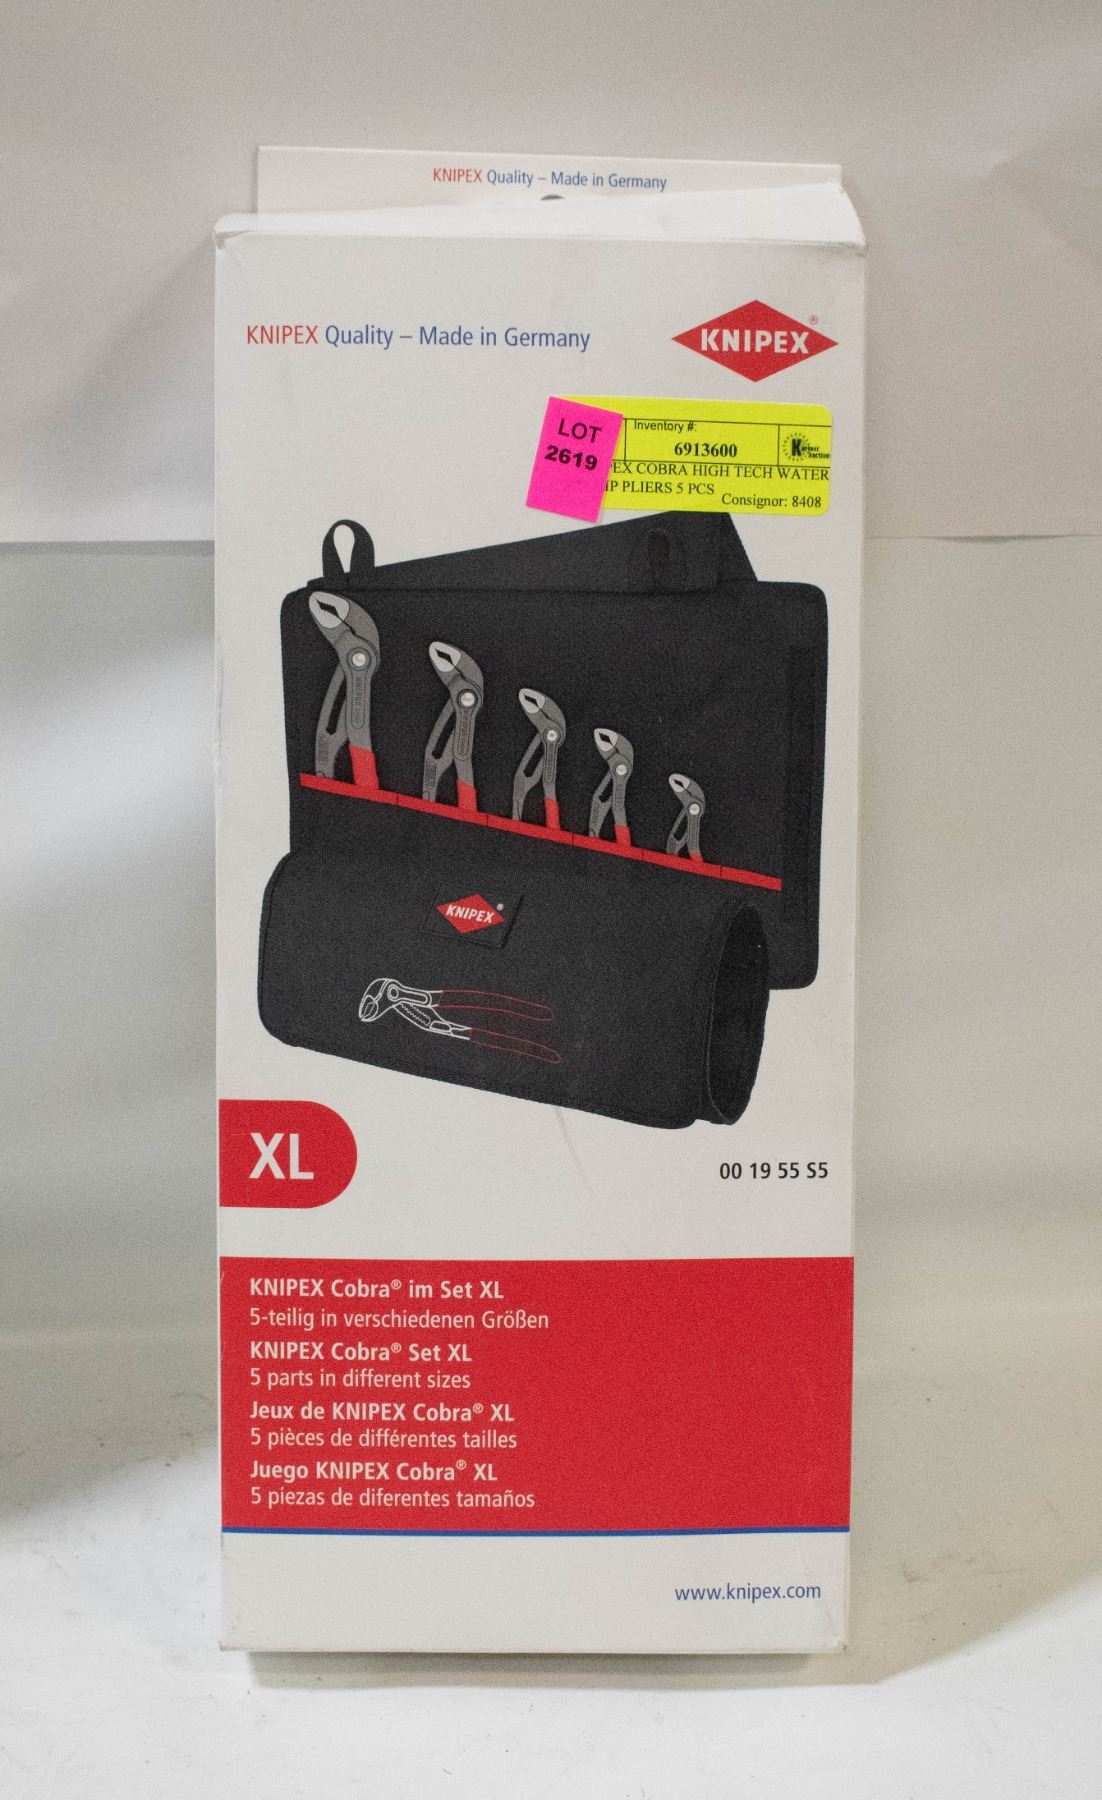 KNIPEX Quality – Made in Germany
KNIPEX Quality – Made in Germany
KNIPEX®
LOT
2619
Inventory #:
6913600
COBRA HIGH TECH WATER
PLIERS 5 PCS
Consignor: 8408
KNIPEX®
XL
00 19 55 S5
KNIPEX Cobra® im Set XL
5-teilig in verschiedenen Größen
KNIPEX Cobra® Set XL
5 parts in different sizes
Jeux de KNIPEX Cobra® XL
5 pièces de différentes tailles
Juego KNIPEX Cobra® XL
5 piezas de diferentes tamaños
www.knipex.com